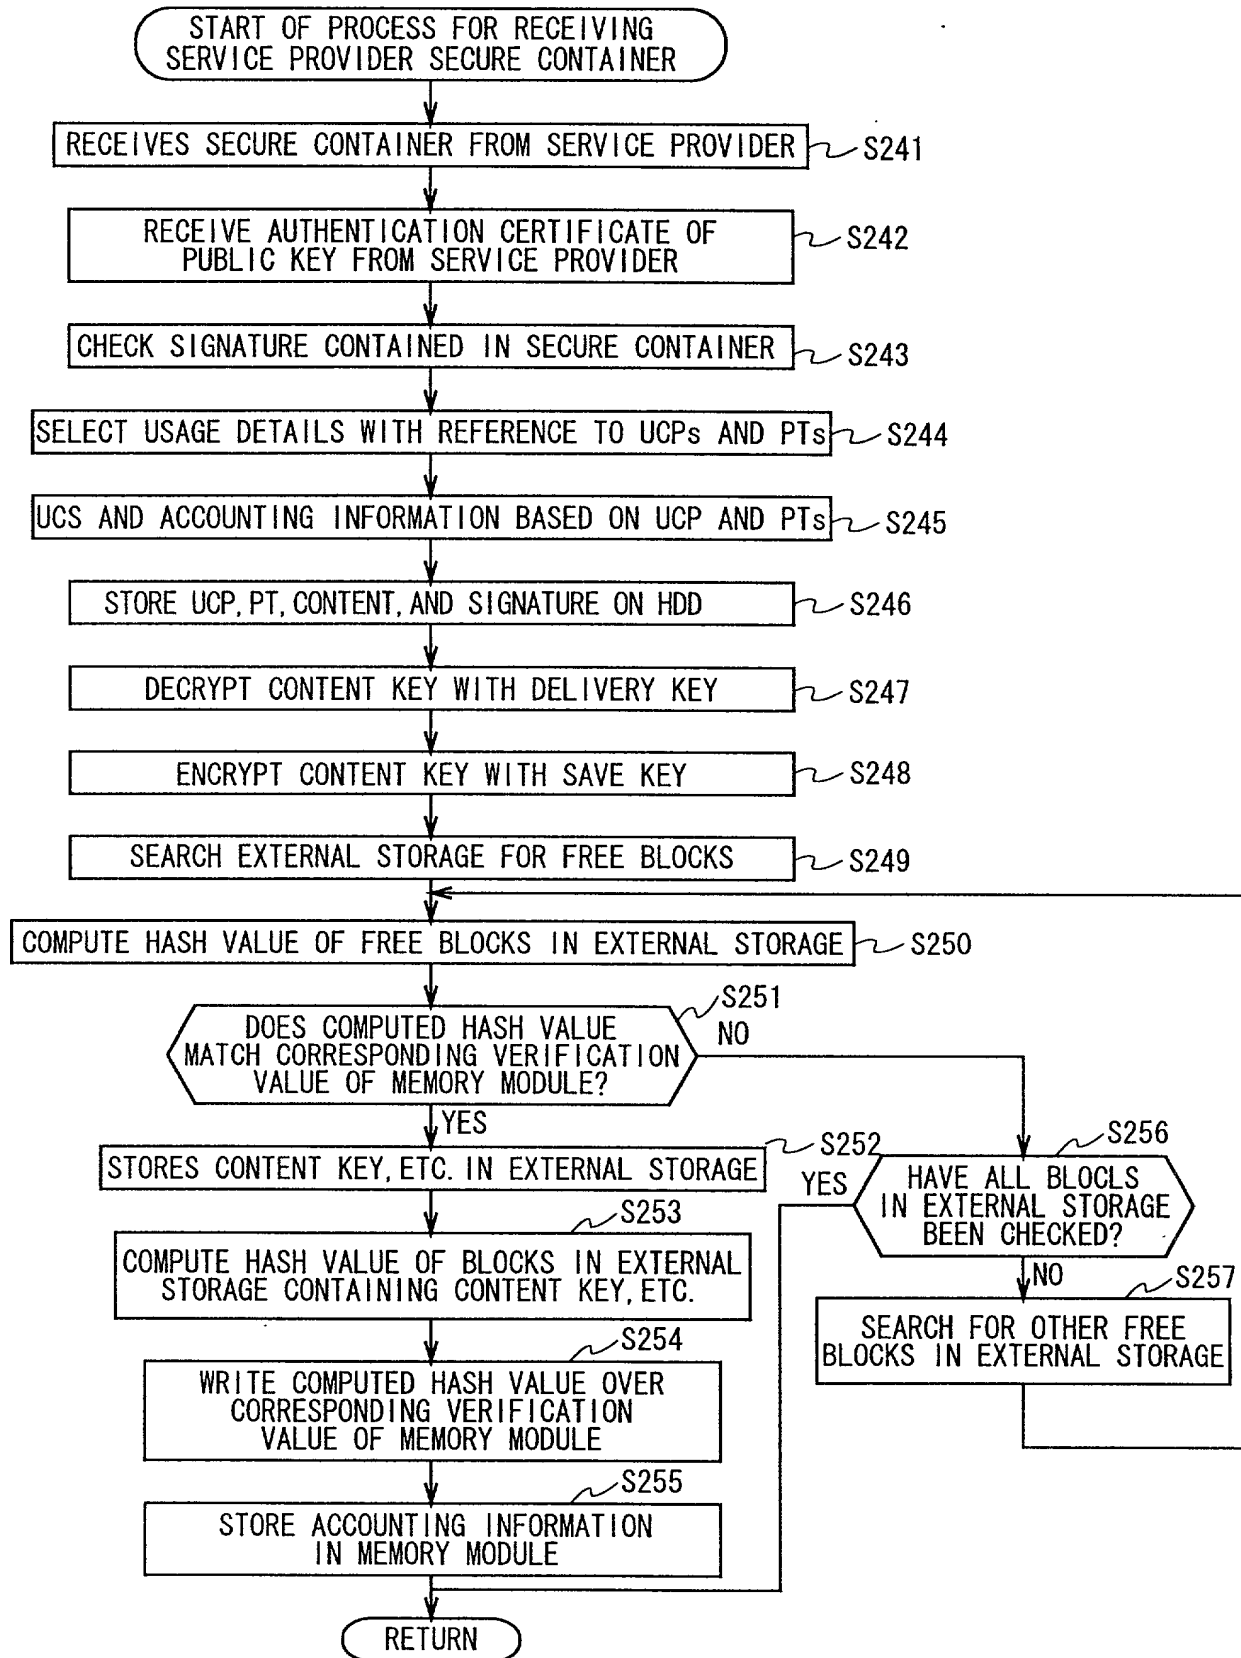 START OF PROCESS FOR RECEIVING
SERVICE PROVIDER SECURE CONTAINER
RECEIVES SECURE CONTAINER FROM SERVICE PROVIDER
S241
RECEIVE AUTHENTICATION CERTIFICATE OF
PUBLIC KEY FROM SERVICE PROVIDER
S242
CHECK SIGNATURE CONTAINED IN SECURE CONTAINER
S243
SELECT USAGE DETAILS WITH REFERENCE TO UCPs AND PTs
S244
UCS AND ACCOUNTING INFORMATION BASED ON UCP AND PTs
S245
STORE UCP, PT, CONTENT, AND SIGNATURE ON HDD
S246
DECRYPT CONTENT KEY WITH DELIVERY KEY
S247
ENCRYPT CONTENT KEY WITH SAVE KEY
S248
SEARCH EXTERNAL STORAGE FOR FREE BLOCKS
S249
COMPUTE HASH VALUE OF FREE BLOCKS IN EXTERNAL STORAGE
S250
S251
DOES COMPUTED HASH VALUE
MATCH CORRESPONDING VERIFICATION
VALUE OF MEMORY MODULE?
NO
YES
S252
STORES CONTENT KEY, ETC. IN EXTERNAL STORAGE
S256
HAVE ALL BLOCLS
IN EXTERNAL STORAGE
BEEN CHECKED?
YES
NO
S253
COMPUTE HASH VALUE OF BLOCKS IN EXTERNAL
STORAGE CONTAINING CONTENT KEY, ETC.
S257
SEARCH FOR OTHER FREE
BLOCKS IN EXTERNAL STORAGE
S254
WRITE COMPUTED HASH VALUE OVER
CORRESPONDING VERIFICATION
VALUE OF MEMORY MODULE
S255
STORE ACCOUNTING INFORMATION
IN MEMORY MODULE
RETURN